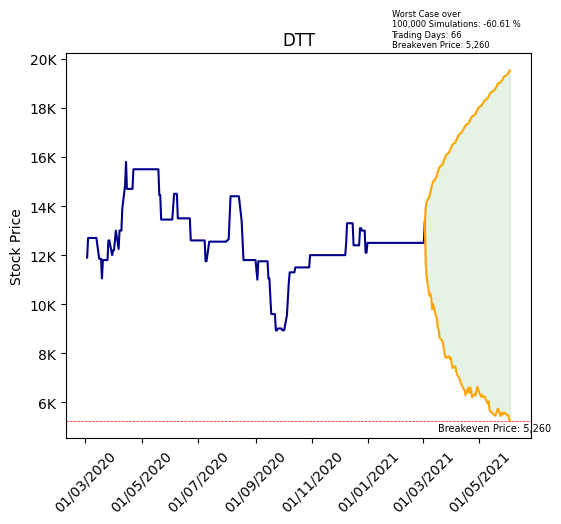 Worst Case over
100,000 Simulations: -60.61 %
Trading Days: 66
Breakeven Price: 5,260
DTT
Stock Price
20K
18K
16K
14K
12K
10K
8K
6K
Breakeven Price: 5,260
01/03/2020
01/05/2020
01/07/2020
01/09/2020
01/11/2020
01/01/2021
01/03/2021
01/05/2021